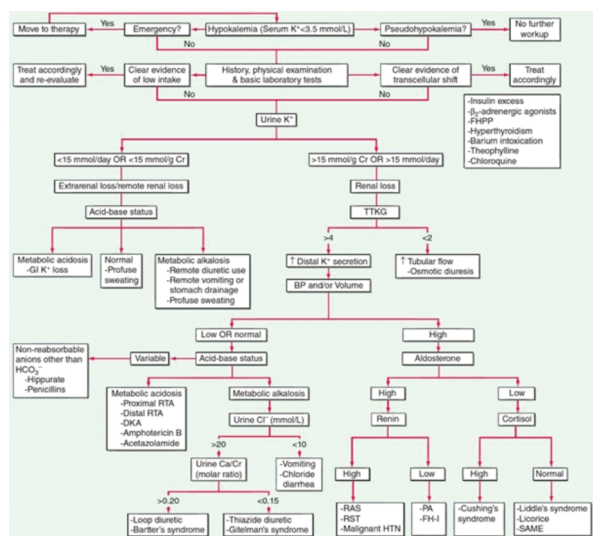 Move to therapy
Yes
Emergency?
Hypokalemia (Serum K⁺<3.5 mmol/L)
Pseudohypokalemia?
Yes
No further
workup
No
No
Treat accordingly
and re-evaluate
Yes
Clear evidence
of low intake
History, physical examination
& basic laboratory tests
Clear evidence of
transcellular shift
Yes
Treat
accordingly
No
No
-Insulin excess
-β₂-adrenergic agonists
-FHPP
-Hyperthyroidism
-Barium intoxication
-Theophylline
-Chloroquine
Urine K⁺
<15 mmol/day OR <15 mmol/g Cr
>15 mmol/g Cr OR >15 mmol/day
Extrarenal loss/remote renal loss
Renal loss
Acid-base status
TTKG
>4
<2
Metabolic acidosis
-GI K⁺ loss
Normal
-Profuse
sweating
Metabolic alkalosis
-Remote diuretic use
-Remote vomiting or
stomach drainage
-Profuse sweating
↑ Distal K⁺ secretion
↑ Tubular flow
-Osmotic diuresis
BP and/or Volume
Low OR normal
High
Non-reabsorbable
anions other than
HCO₃⁻
-Hippurate
-Penicillins
Variable
Acid-base status
Aldosterone
Metabolic acidosis
-Proximal RTA
-Distal RTA
-DKA
-Amphotericin B
-Acetazolamide
Metabolic alkalosis
High
Low
Urine Cl⁻ (mmol/L)
Renin
Cortisol
>20
<10
Urine Ca/Cr
(molar ratio)
-Vomiting
-Chloride
diarrhea
High
Low
High
Normal
>0.20
<0.15
-Loop diuretic
-Bartter's syndrome
-Thiazide diuretic
-Gitelman's syndrome
-RAS
-RST
-Malignant HTN
-PA
-FH-I
-Cushing's
syndrome
-Liddle's syndrome
-Licorice
-SAME